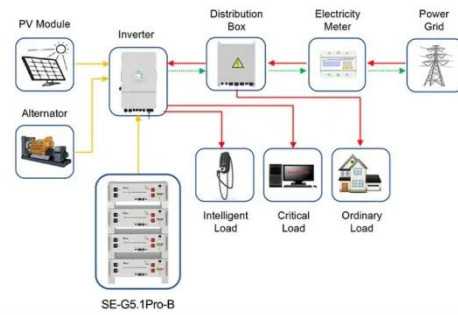 PV Module
Inverter
Distribution
Box
Electricity
Meter
Power
Grid
Alternator
Intelligent
Load
Critical
Load
Ordinary
Load
SE-G5.1Pro-B